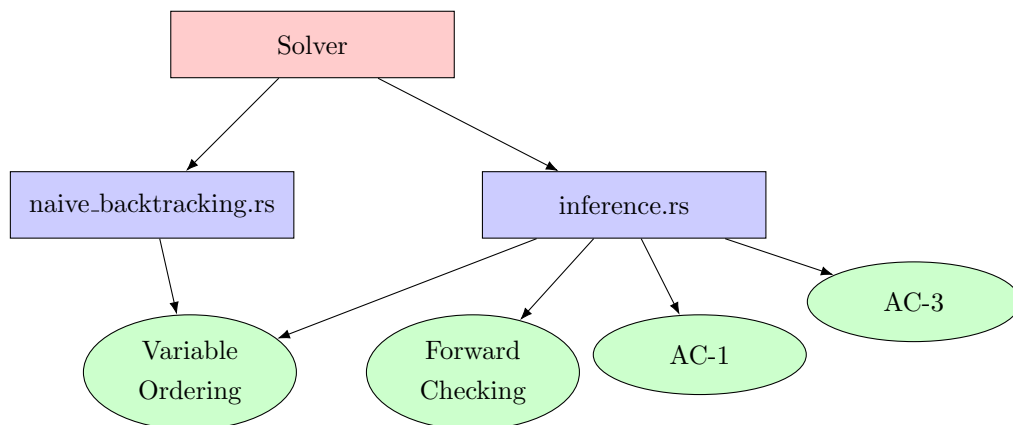 Solver
naive_backtracking.rs
inference.rs
Variable
Ordering
Forward
Checking
AC-1
AC-3